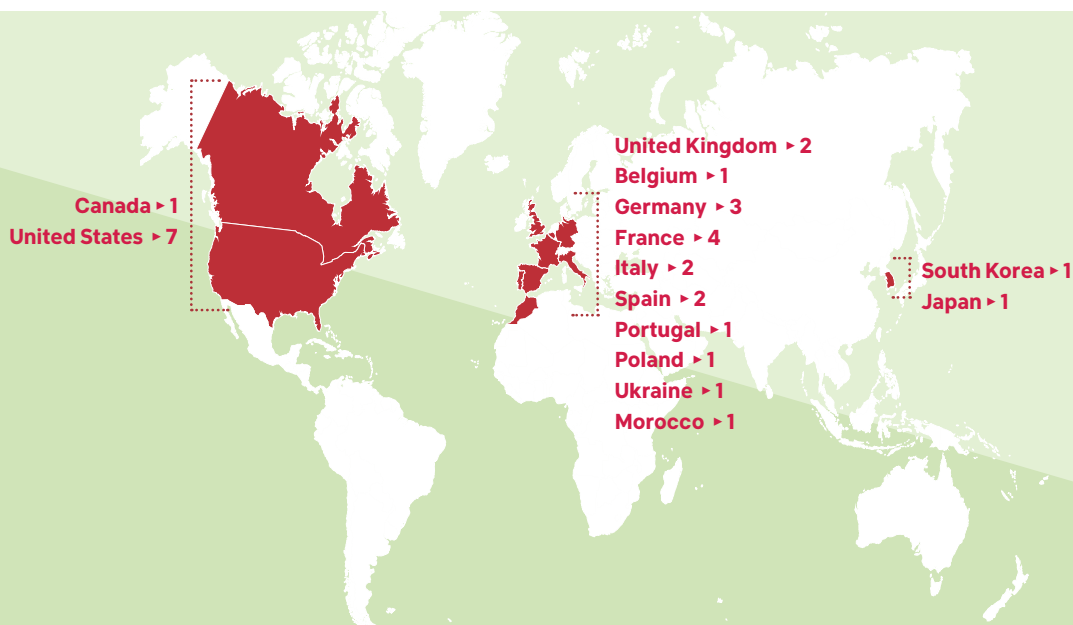 Canada ▸ 1
United States ▸ 7
United Kingdom ▸ 2
Belgium ▸ 1
Germany ▸ 3
France ▸ 4
Italy ▸ 2
Spain ▸ 2
Portugal ▸ 1
Poland ▸ 1
Ukraine ▸ 1
Morocco ▸ 1
South Korea ▸ 1
Japan ▸ 1